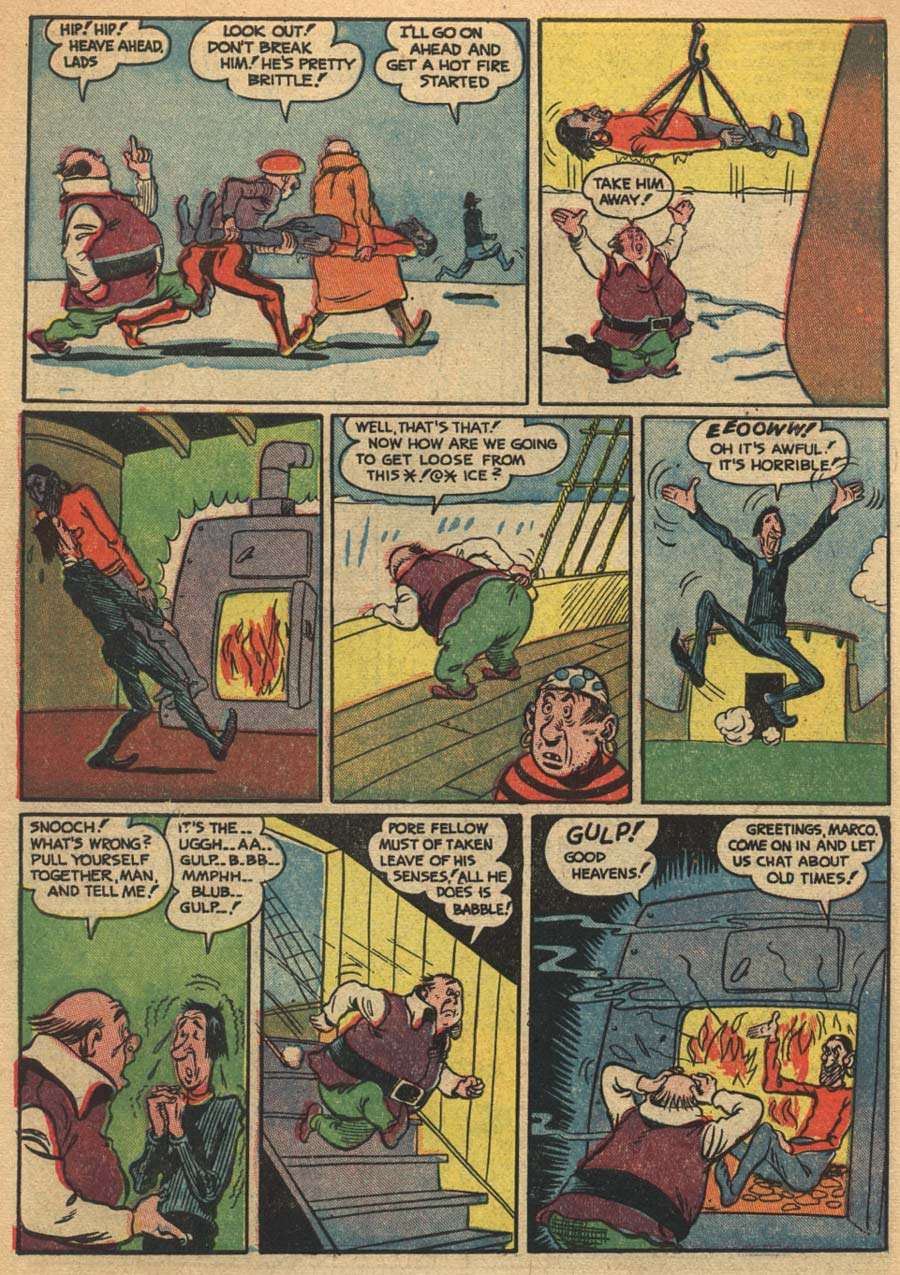 HIP! HIP!
HEAVE AHEAD,
LADS
LOOK OUT!
DON'T BREAK
HIM! HE'S PRETTY
BRITTLE!
I'LL GO ON
AHEAD AND
GET A HOT FIRE
STARTED
TAKE HIM
AWAY!
WELL, THAT'S THAT!
NOW HOW ARE WE GOING
TO GET LOOSE FROM
THIS *!@* ICE?
EEOOWW!
OH IT'S AWFUL!
IT'S HORRIBLE!
SNOOCH!
WHAT'S WRONG?
PULL YOURSELF
TOGETHER, MAN,
AND TELL ME!
IT'S THE--
UGGH--AA--
GULP--B-BB--
MMPHH--
BLUB--
GULP--!
PORE FELLOW
MUST OF TAKEN
LEAVE OF HIS
SENSES! ALL HE
DOES IS
BABBLE!
GULP!
GOOD
HEAVENS!
GREETINGS, MARCO.
COME ON IN AND LET
US CHAT ABOUT
OLD TIMES!